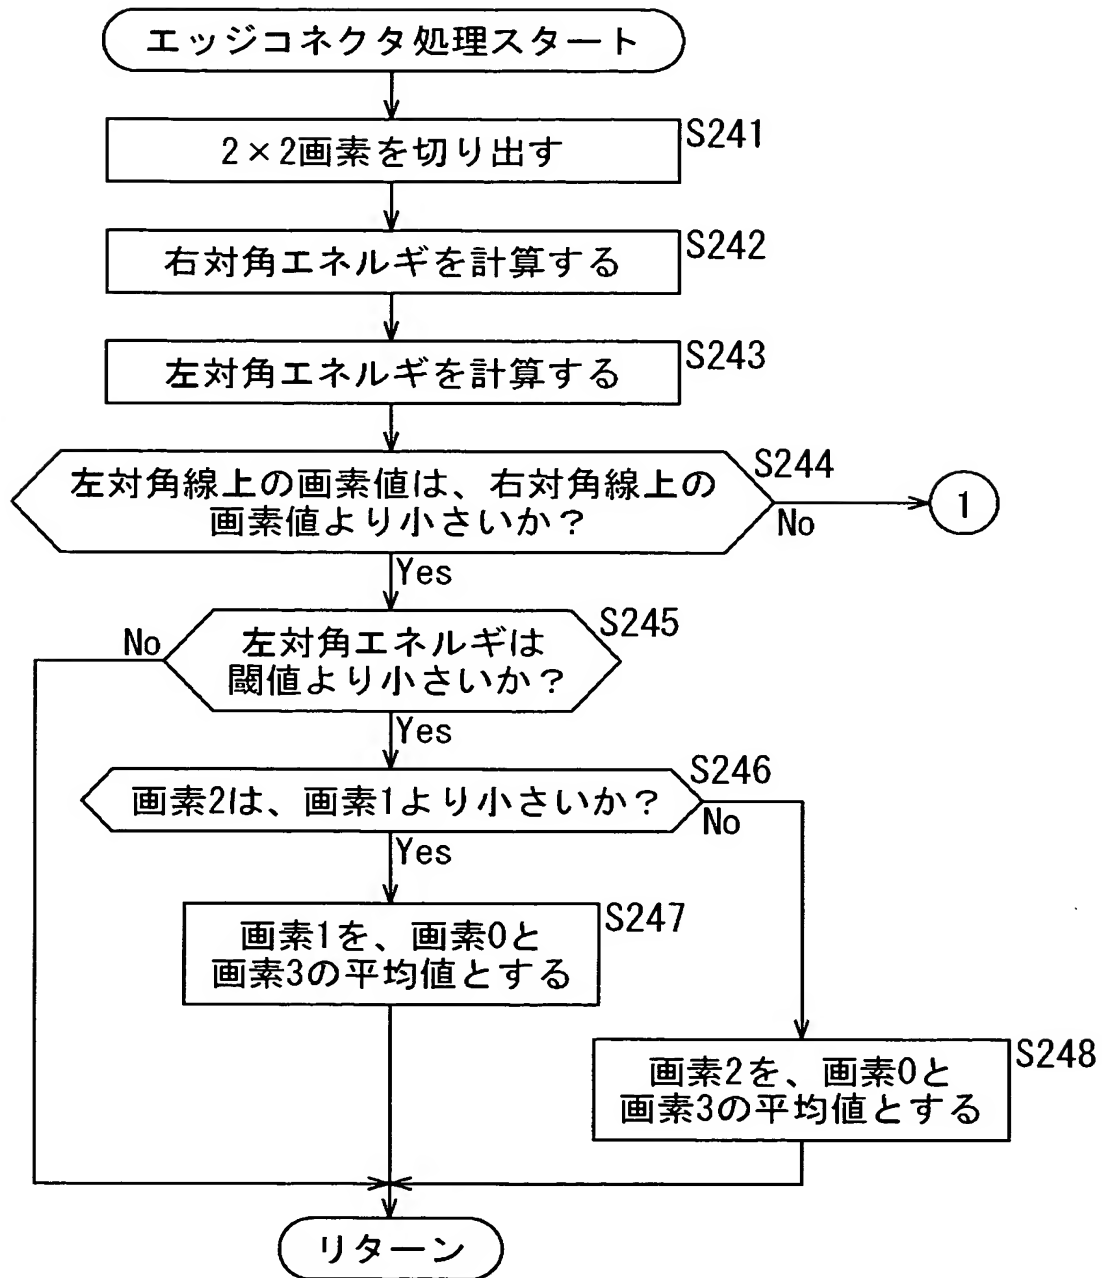 エッジコネクタ処理スタート
2×2画素を切り出す
S241
右対角エネルギを計算する
S242
左対角エネルギを計算する
S243
左対角線上の画素値は、右対角線上の
画素値より小さいか？
S244
No
1
Yes
左対角エネルギは
閾値より小さいか？
S245
No
Yes
画素2は、画素1より小さいか？
S246
No
Yes
画素1を、画素0と
画素3の平均値とする
S247
画素2を、画素0と
画素3の平均値とする
S248
リターン